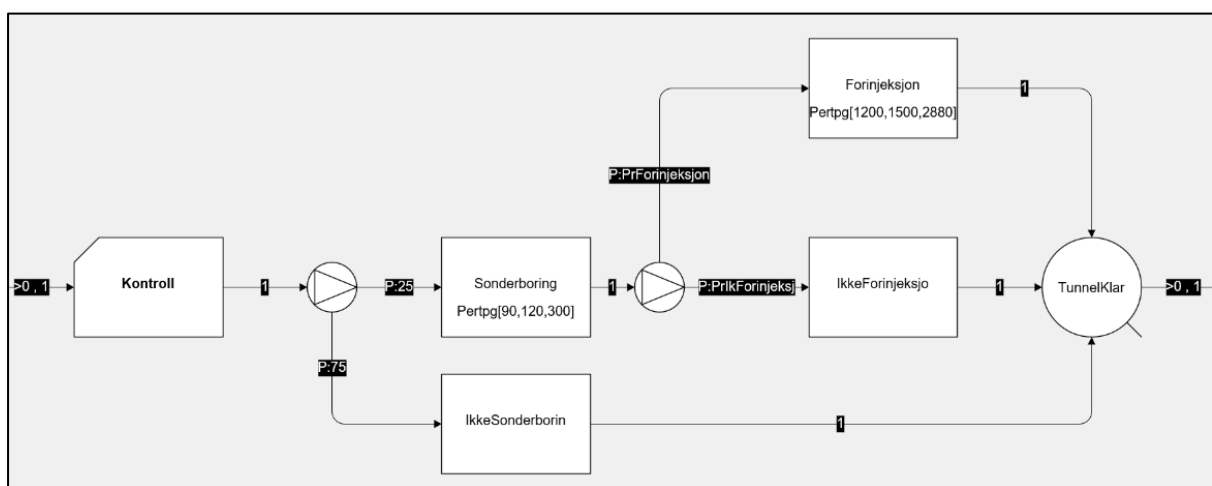 Forinjeksjon
Pertpg[1200,1500,2880]
1
P:PrForinjeksjon
>0 , 1
Kontroll
1
P:25
Sonderboring
Pertpg[90,120,300]
1
P:PrIkForinjeksj
IkkeForinjeksjo
1
TunnelKlar
>0 , 1
P:75
IkkeSonderborin
1